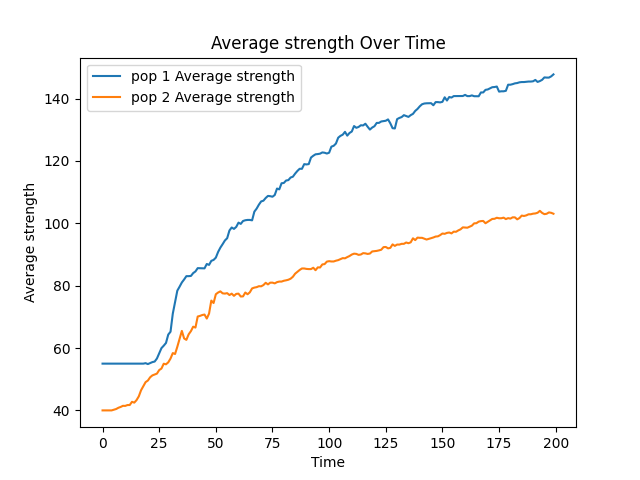 Average strength Over Time
pop 1 Average strength
pop 2 Average strength
Average strength
140
120
100
80
60
40
0 25 50 75 100 125 150 175 200
Time